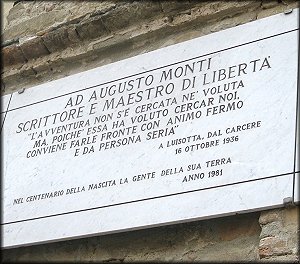 AD AUGUSTO MONTI
SCRITTORE E MAESTRO DI LIBERTÀ
"L'AVVENTURA NON S'È CERCATA NE' VOLUTA
MA, POICHE' ESSA HA VOLUTO CERCAR NOI,
CONVIENE FARLE FRONTE CON ANIMO FERMO
E DA PERSONA SERIA"
A LUISOTTA, DAL CARCERE
16 OTTOBRE 1936
NEL CENTENARIO DELLA NASCITA LA GENTE DELLA SUA TERRA
ANNO 1981